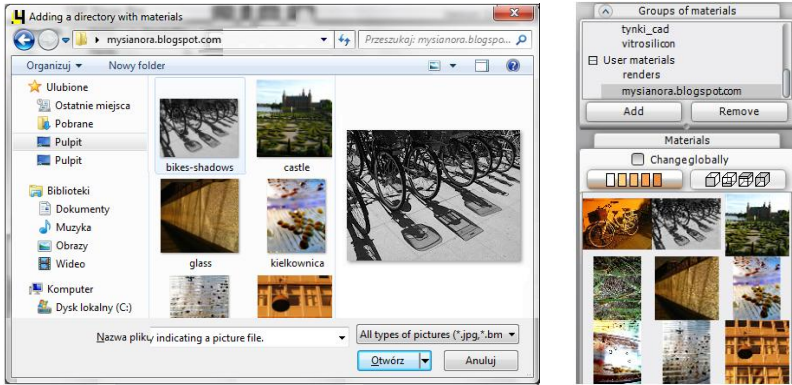 Adding a directory with materials
mysianora.blogspot.com
Przeszukaj: mysianora.blogspo...
Organizuj
Nowy folder
Ulubione
Ostatnie miejsca
Pobrane
Pulpit
Pulpit
Biblioteki
Dokumenty
Muzyka
Obrazy
Wideo
Komputer
Dysk lokalny (C:)
bikes-shadows
castle
glass
kielkownica
Nazwa pliku
indicating a picture file.
All types of pictures (*.jpg,*.bm
Otwórz
Anuluj
Groups of materials
tynki_cad
vitrosilicon
User materials
renders
mysianora.blogspot.com
Add
Remove
Materials
Change globally